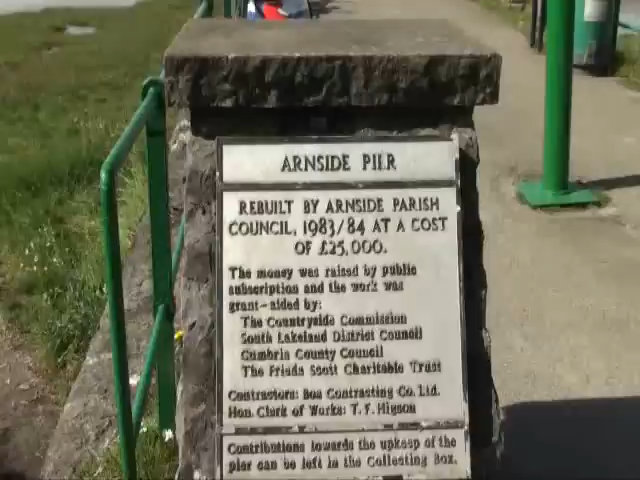 ARNSIDE PIER
REBUILT BY ARNSIDE PARISH
COUNCIL, 1983/84 AT A COST
OF £25,000.
The money was raised by public
subscription and the work was
grant-aided by:
The Countryside Commission
South Lakeland District Council
Cumbria County Council
The Frieda Scott Charitable Trust
Contractors: Boa Contracting Co. Ltd.
Hon. Clerk of Works: T. F. Higson
Contributions towards the upkeep of the
pier can be left in the Collecting Box.